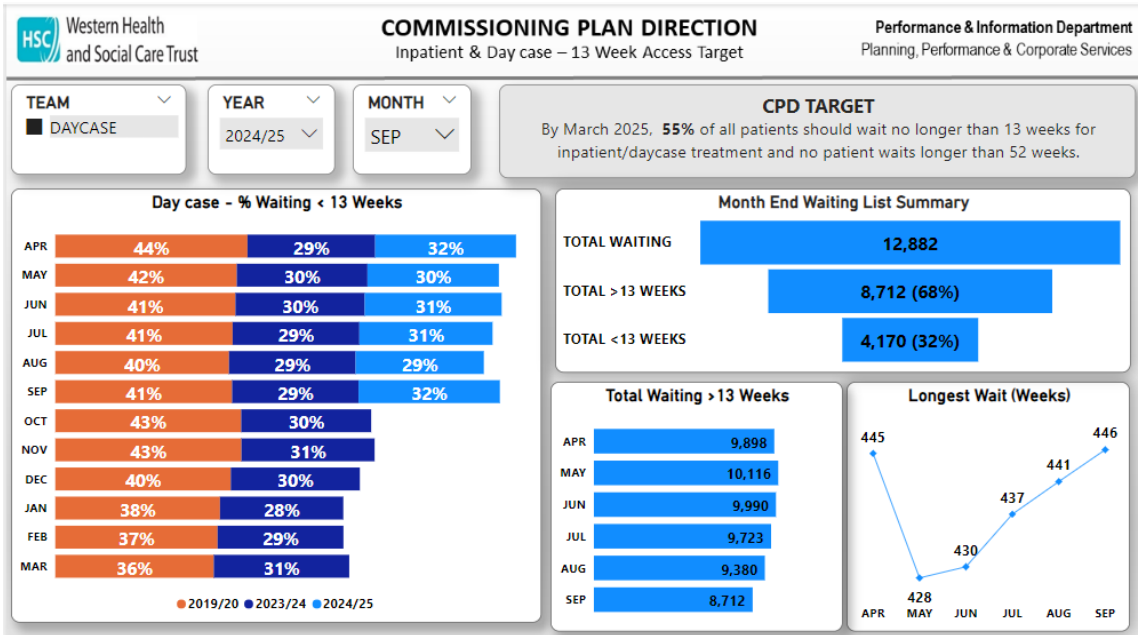 HSC
Western Health
and Social Care Trust
COMMISSIONING PLAN DIRECTION
Inpatient & Day case – 13 Week Access Target
Performance & Information Department
Planning, Performance & Corporate Services
TEAM
DAYCASE
YEAR
2024/25
MONTH
SEP
CPD TARGET
By March 2025, 55% of all patients should wait no longer than 13 weeks for
inpatient/daycase treatment and no patient waits longer than 52 weeks.
Day case - % Waiting < 13 Weeks
APR 44% 29% 32%
MAY 42% 30% 30%
JUN 41% 30% 31%
JUL 41% 29% 31%
AUG 40% 29% 29%
SEP 41% 29% 32%
OCT 43% 30%
NOV 43% 31%
DEC 40% 30%
JAN 38% 28%
FEB 37% 29%
MAR 36% 31%
2019/20 2023/24 2024/25
Month End Waiting List Summary
TOTAL WAITING 12,882
TOTAL >13 WEEKS 8,712 (68%)
TOTAL <13 WEEKS 4,170 (32%)
Total Waiting >13 Weeks
APR 9,898
MAY 10,116
JUN 9,990
JUL 9,723
AUG 9,380
SEP 8,712
Longest Wait (Weeks)
445 428 430 437 441 446
APR MAY JUN JUL AUG SEP